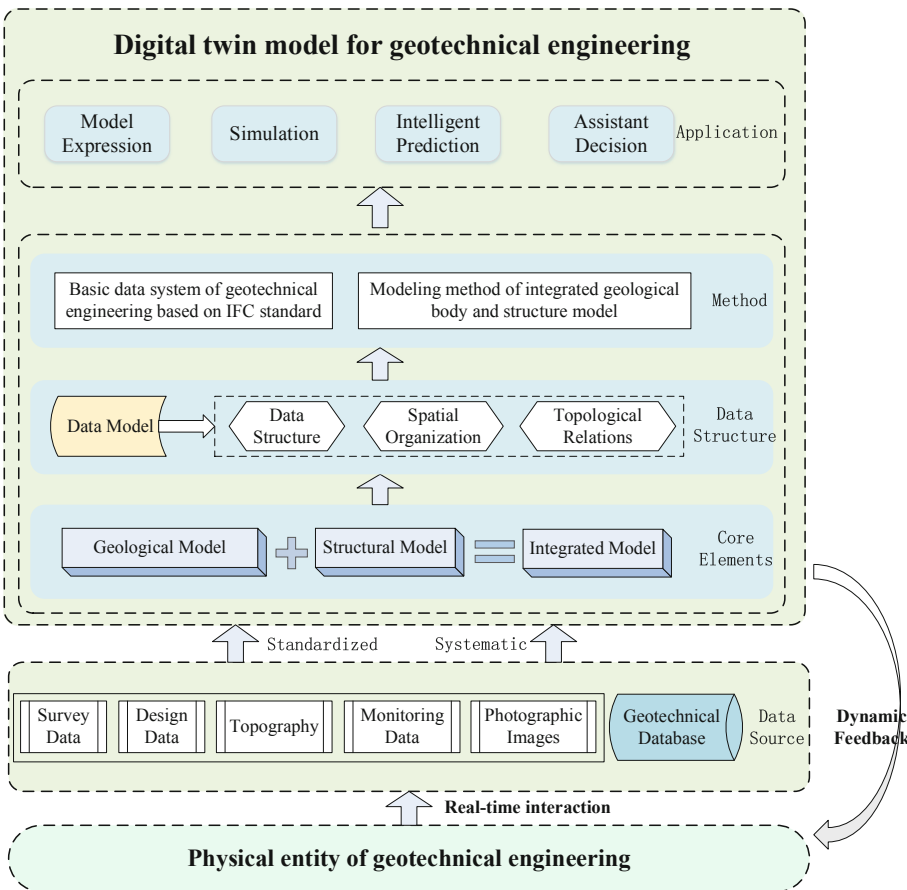 Digital twin model for geotechnical engineering
Model
Expression
Simulation
Intelligent
Prediction
Assistant
Decision
Application
Basic data system of geotechnical
engineering based on IFC standard
Modeling method of integrated geological
body and structure model
Method
Data Model
Data
Structure
Spatial
Organization
Topological
Relations
Data
Structure
Geological Model
Structural Model
Integrated Model
Core
Elements
Standardized
Systematic
Survey
Data
Design
Data
Topography
Monitoring
Data
Photographic
Images
Geotechnical
Database
Data
Source
Dynamic
Feedback
Real-time interaction
Physical entity of geotechnical engineering